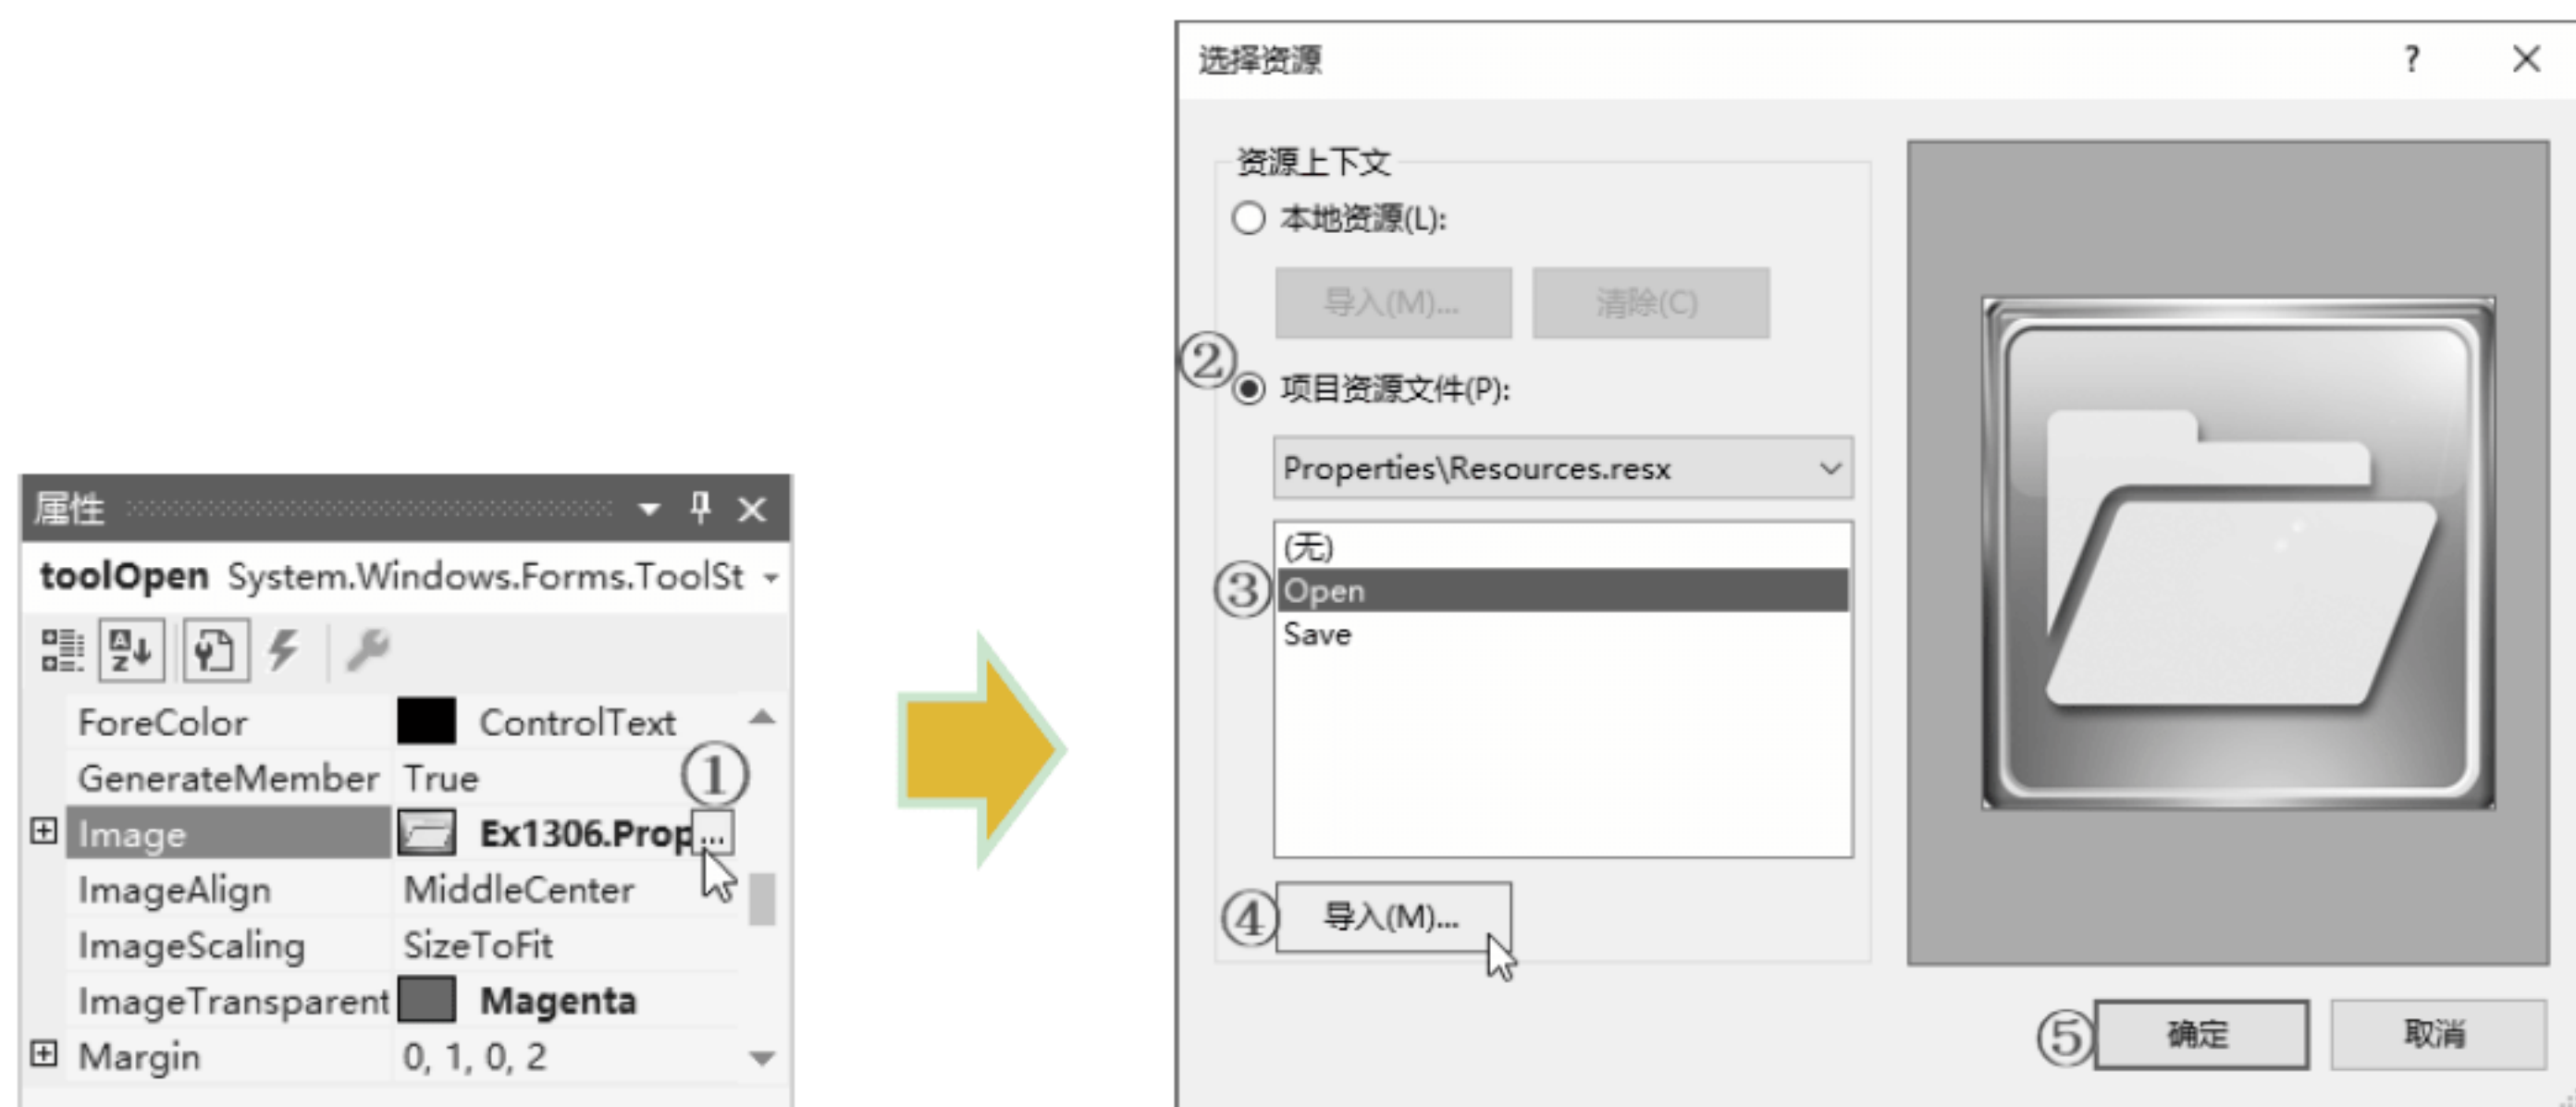 属性
toolOpen System.Windows.Forms.ToolSt
ForeColor ControlText
GenerateMember True
①
Image Ex1306.Prop ...
ImageAlign MiddleCenter
ImageScaling SizeToFit
ImageTransparent Magenta
Margin 0, 1, 0, 2
选择资源 ?
资源上下文
本地资源(L):
导入(M)... 清除(C)
② 项目资源文件(P):
Properties\Resources.resx
(无)
③ Open
Save
④ 导入(M)...
⑤ 确定 取消